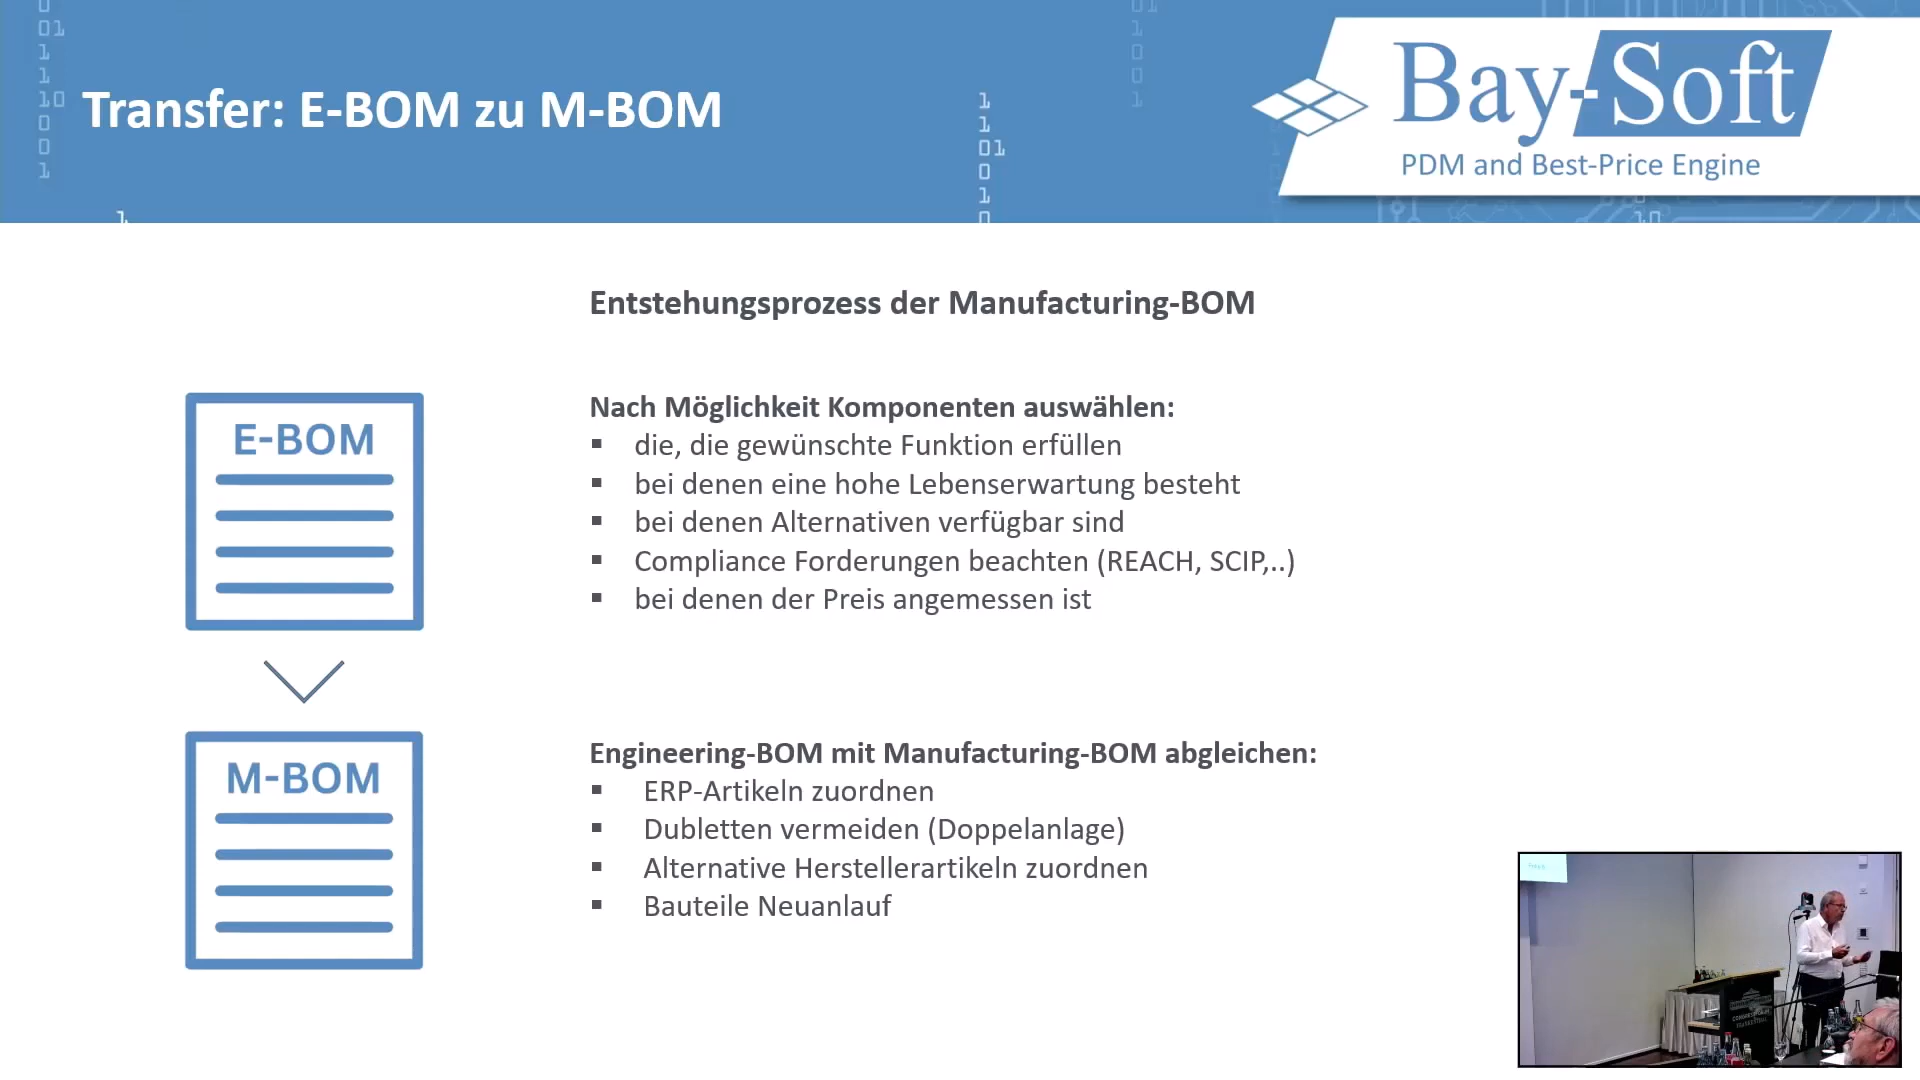 Transfer: E-BOM zu M-BOM
Bay-Soft
PDM and Best-Price Engine
Entstehungsprozess der Manufacturing-BOM
E-BOM
Nach Möglichkeit Komponenten auswählen:
▪ die, die gewünschte Funktion erfüllen
▪ bei denen eine hohe Lebenserwartung besteht
▪ bei denen Alternativen verfügbar sind
▪ Compliance Forderungen beachten (REACH, SCIP,..)
▪ bei denen der Preis angemessen ist
M-BOM
Engineering-BOM mit Manufacturing-BOM abgleichen:
▪ ERP-Artikeln zuordnen
▪ Dubletten vermeiden (Doppelanlage)
▪ Alternative Herstellerartikeln zuordnen
▪ Bauteile Neuanlauf